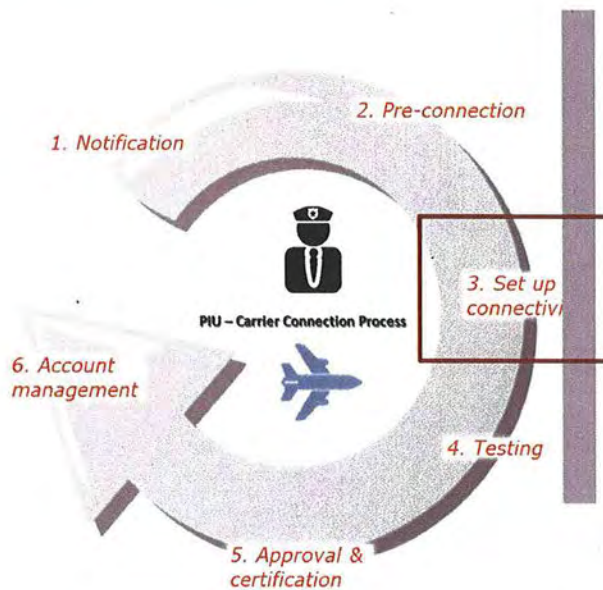 1. Notification
2. Pre-connection
3. Set up
connectivi
PIU – Carrier Connection Process
4. Testing
5. Approval &
certification
6. Account
management